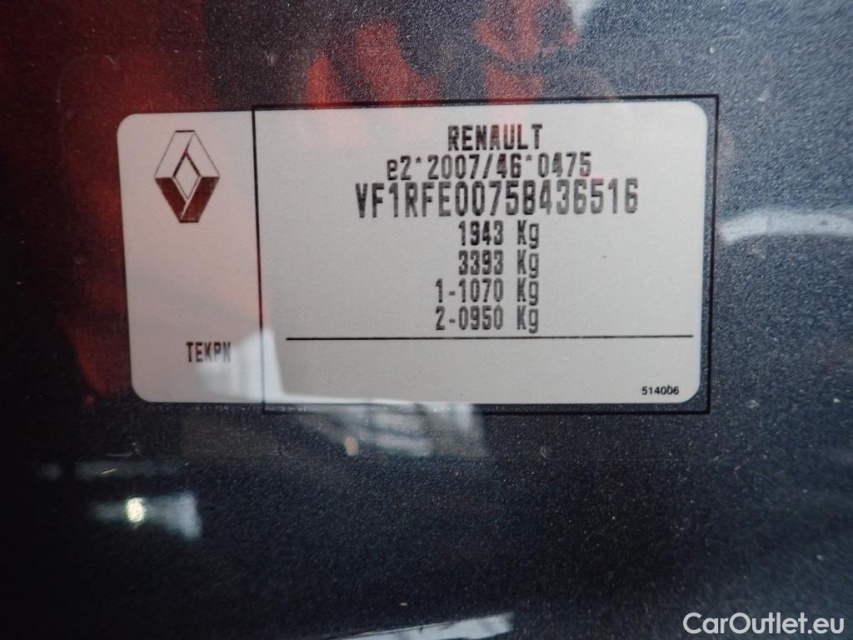 RENAULT
e2*2007/46*0475
VF1RFE00758436516
1943 Kg
3393 Kg
1-1070 Kg
2-0950 Kg
TEKPN
514006
CarOutlet.eu